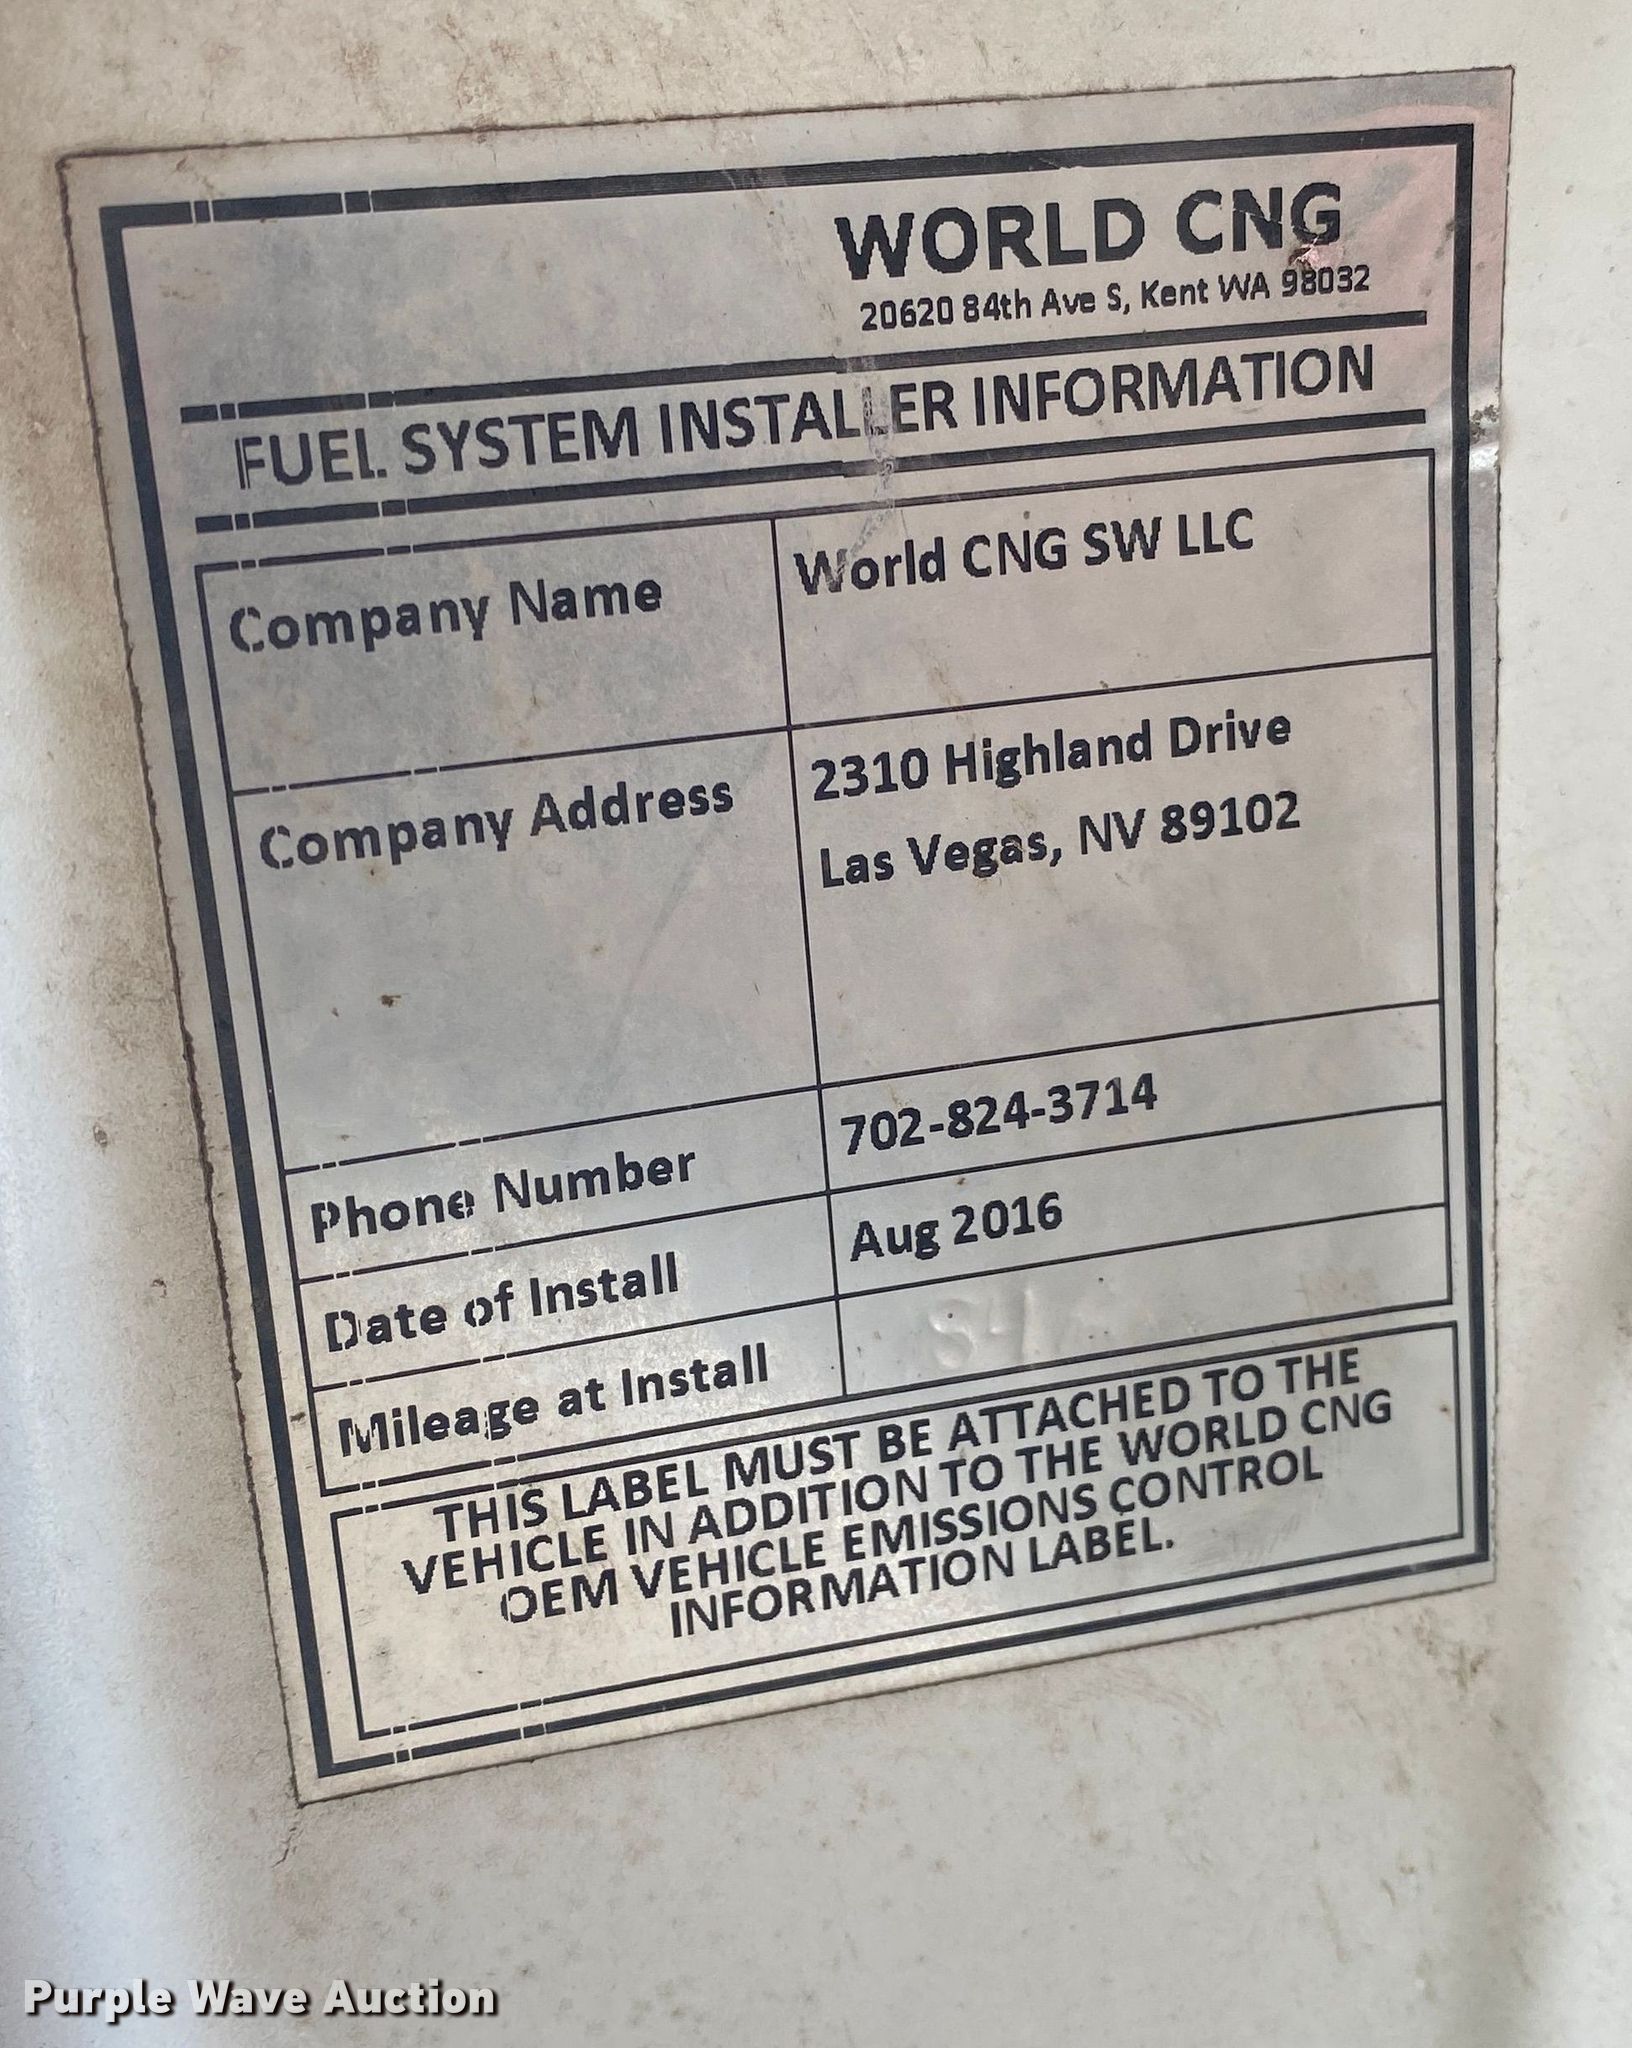 WORLD CNG
20620 84th Ave S, Kent WA 98032
FUEL SYSTEM INSTALLER INFORMATION
Company Name World CNG SW LLC
Company Address 2310 Highland Drive
Las Vegas, NV 89102
Phone Number 702-824-3714
Date of Install Aug 2016
Mileage at Install
THIS LABEL MUST BE ATTACHED TO THE
VEHICLE IN ADDITION TO THE WORLD CNG
OEM VEHICLE EMISSIONS CONTROL
INFORMATION LABEL.
Purple Wave Auction